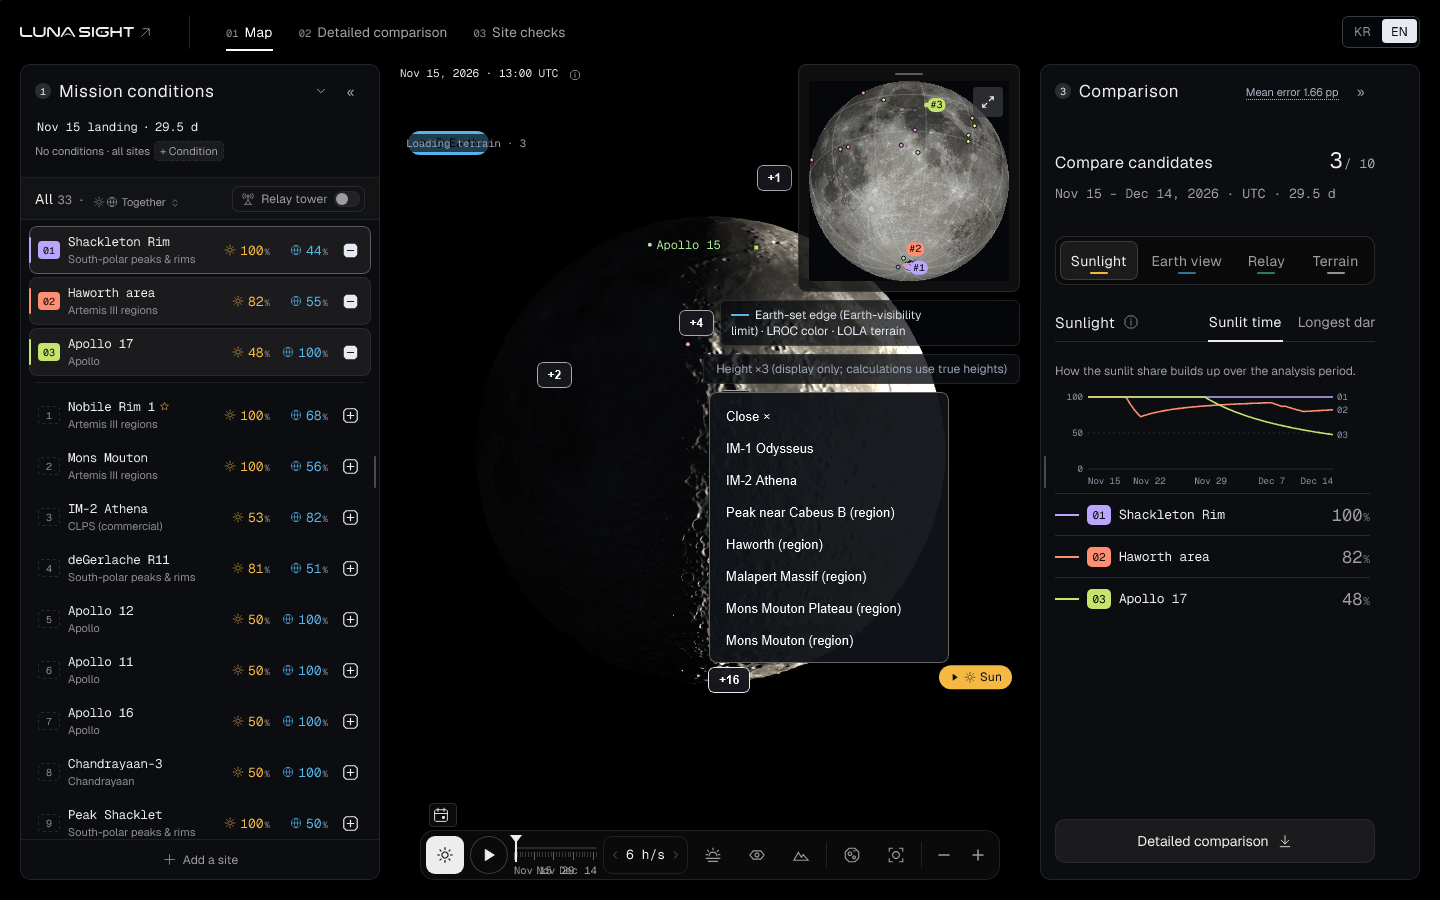 LUNA SIGHT
01 Map
02 Detailed comparison
03 Site checks
KR EN
1 Mission conditions
Nov 15 landing · 29.5 d
No conditions · all sites + Condition
All 33 · Together
Relay tower
01 Shackleton Rim 100% 44%
South-polar peaks & rims
02 Haworth area 82% 55%
Artemis III regions
03 Apollo 17 48% 100%
Apollo
1 Nobile Rim 1 100% 68%
Artemis III regions
2 Mons Mouton 100% 56%
Artemis III regions
3 IM-2 Athena 53% 82%
CLPS (commercial)
4 deGerlache R11 81% 51%
South-polar peaks & rims
5 Apollo 12 50% 100%
Apollo
6 Apollo 11 50% 100%
Apollo
7 Apollo 16 50% 100%
Apollo
8 Chandrayaan-3 50% 100%
Chandrayaan
9 Peak Shacklet 100% 50%
South-polar peaks & rims
+ Add a site
Nov 15, 2026 · 13:00 UTC
Loading terrain · 3
+1
Apollo 15
+4
+2
+16
#3
#2
#1
Earth-set edge (Earth-visibility
limit) · LROC color · LOLA terrain
Height ×3 (display only; calculations use true heights)
Close ×
IM-1 Odysseus
IM-2 Athena
Peak near Cabeus B (region)
Haworth (region)
Malapert Massif (region)
Mons Mouton Plateau (region)
Mons Mouton (region)
Sun
6 h/s
Nov 15 Nov 29 Dec 14
3 Comparison
Mean error 1.66 pp
Compare candidates 3 / 10
Nov 15 – Dec 14, 2026 · UTC · 29.5 d
Sunlight Earth view Relay Terrain
Sunlight
Sunlit time Longest dar
How the sunlit share builds up over the analysis period.
100
50
0
01
02
03
Nov 15 Nov 22 Nov 29 Dec 7 Dec 14
01 Shackleton Rim 100%
02 Haworth area 82%
03 Apollo 17 48%
Detailed comparison